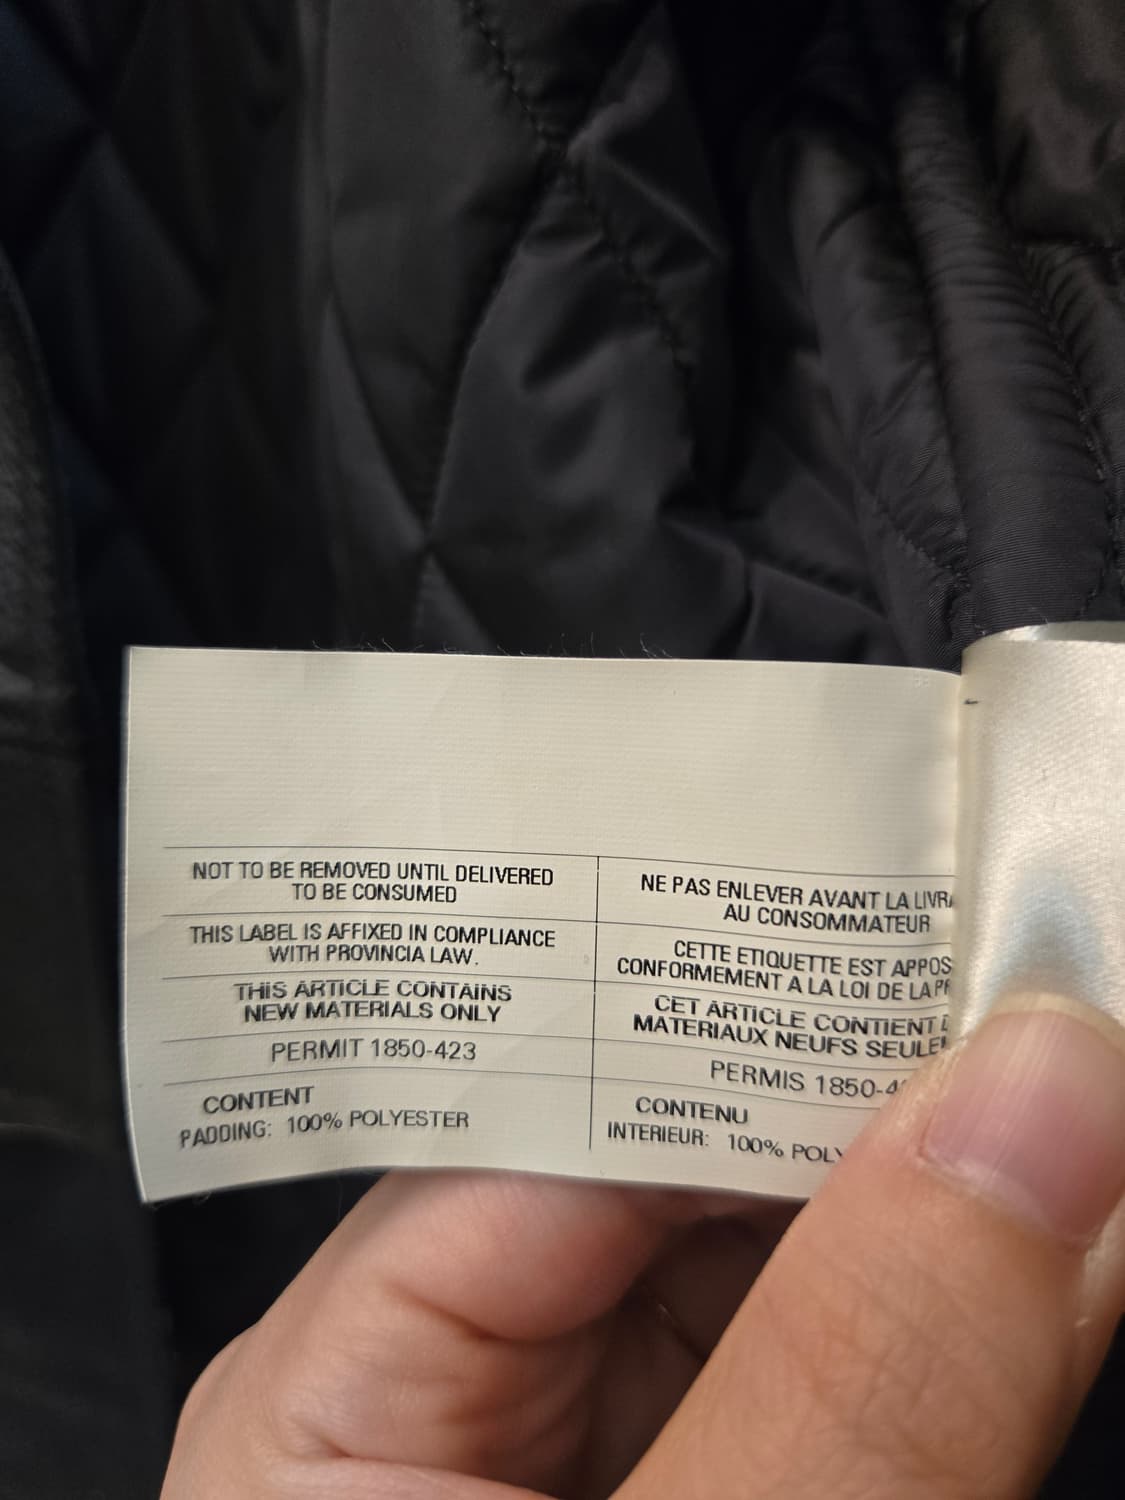 NOT TO BE REMOVED UNTIL DELIVERED
TO BE CONSUMED
THIS LABEL IS AFFIXED IN COMPLIANCE
WITH PROVINCIA LAW.
THIS ARTICLE CONTAINS
NEW MATERIALS ONLY
PERMIT 1850-423
CONTENT
PADDING: 100% POLYESTER
NE PAS ENLEVER AVANT LA
AU CONSOMMATEUR
CETTE ETIQUETTE EST
CONFORMEMENT A LA LOI DE LA
CET ARTICLE CONTIENT
MATERIAUX NEUFS
PERMIS
CONTENU
INTERIEUR: 100%